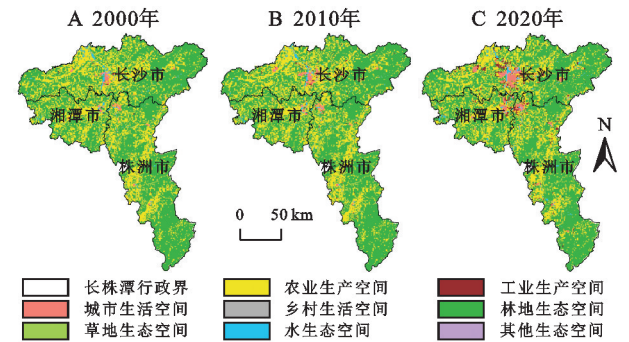 A 2000年
B 2010年
C 2020年
长沙市
湘潭市
株洲市
长沙市
湘潭市
株洲市
长沙市
湘潭市
株洲市
N
0 50 km
长株潭行政界
农业生产空间
工业生产空间
城市生活空间
乡村生活空间
林地生态空间
草地生态空间
水生态空间
其他生态空间